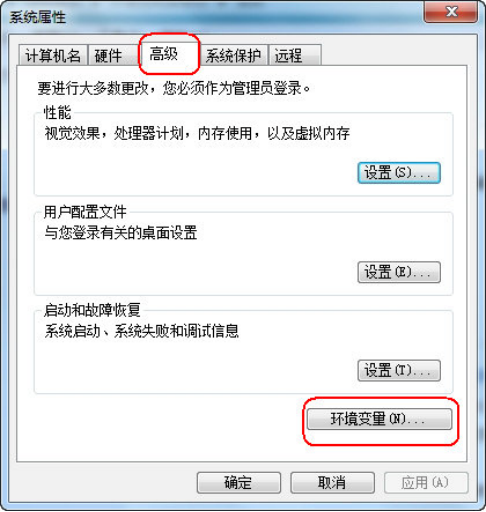 系统属性
计算机名 硬件 高级 系统保护 远程
要进行大多数更改，您必须作为管理员登录。
性能
视觉效果，处理器计划，内存使用，以及虚拟内存
设置(S)...
用户配置文件
与您登录有关的桌面设置
设置(E)...
启动和故障恢复
系统启动、系统失败和调试信息
设置(T)...
环境变量(N)...
确定 取消 应用(A)